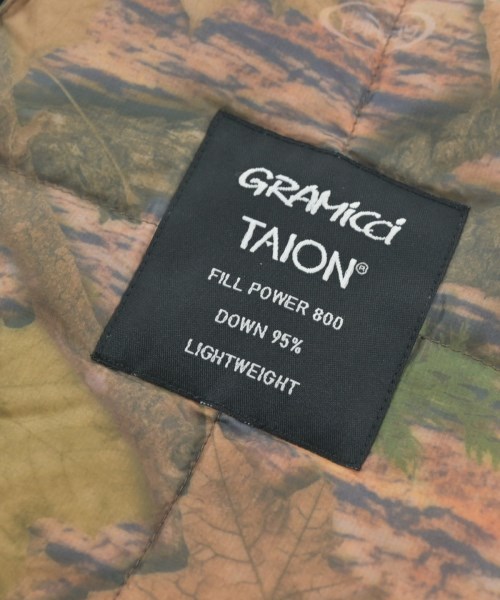 GRAMiCCi
TAION®
FILL POWER 800
DOWN 95%
LIGHTWEIGHT